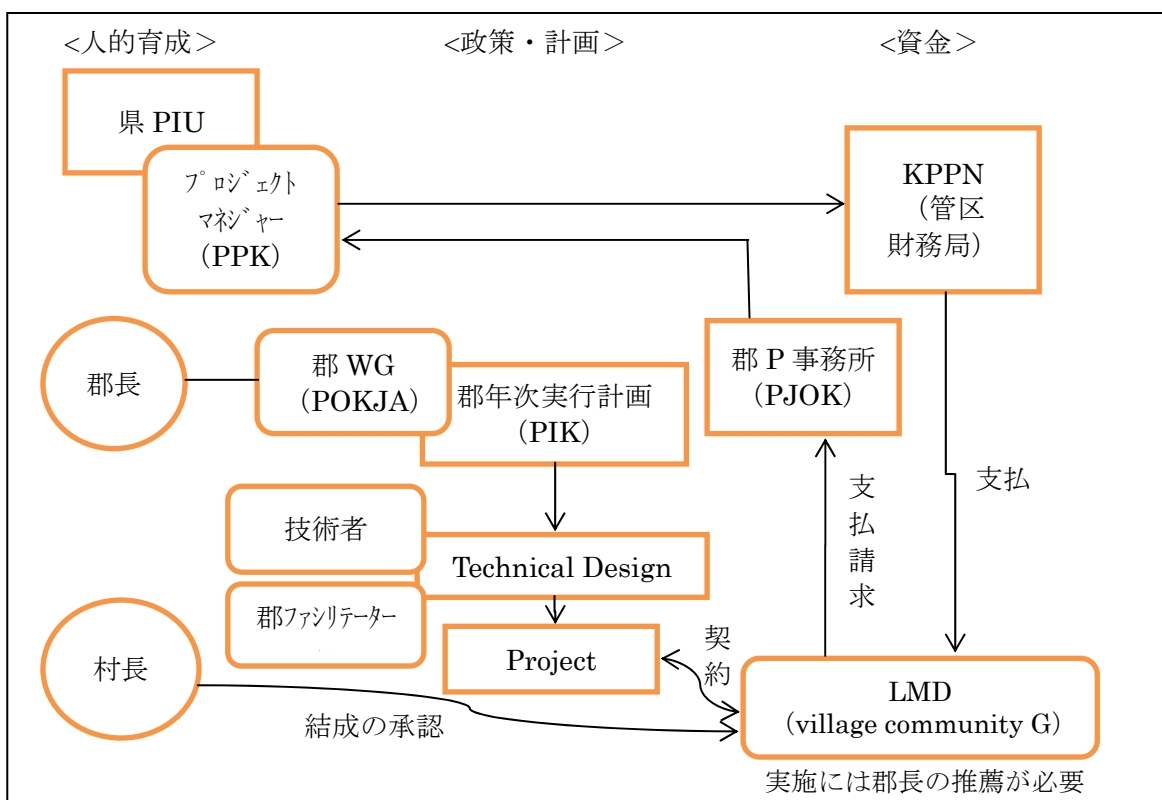 <人的育成＞
<政策・計画＞
<資金＞
県 PIU
ﾌﾟﾛｼﾞｪｸﾄ
ﾏﾈｼﾞｬｰ
(PPK)
KPPN
（管区
財務局）
郡長
郡 WG
(POKJA)
郡年次実行計画
(PIK)
郡 P 事務所
(PJOK)
支払
支払請求
技術者
Technical Design
郡ﾌｧｼﾘﾃｰﾀｰ
村長
Project
契約
LMD
(village community G)
結成の承認
実施には郡長の推薦が必要